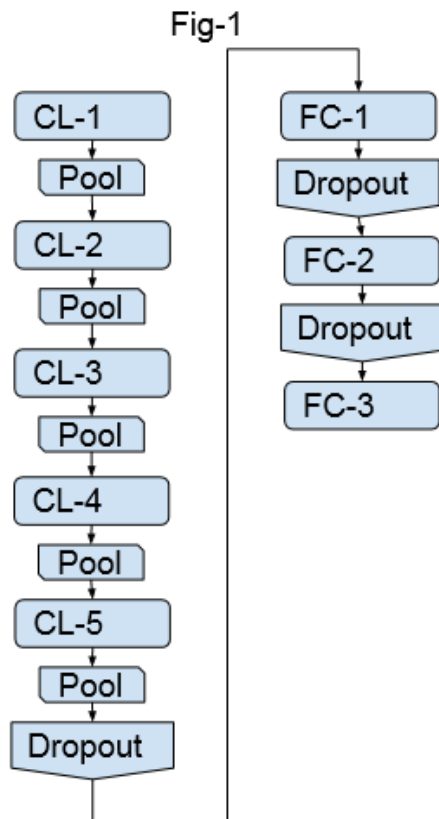 Fig-1
CL-1
Pool
CL-2
Pool
CL-3
Pool
CL-4
Pool
CL-5
Pool
Dropout
FC-1
Dropout
FC-2
Dropout
FC-3